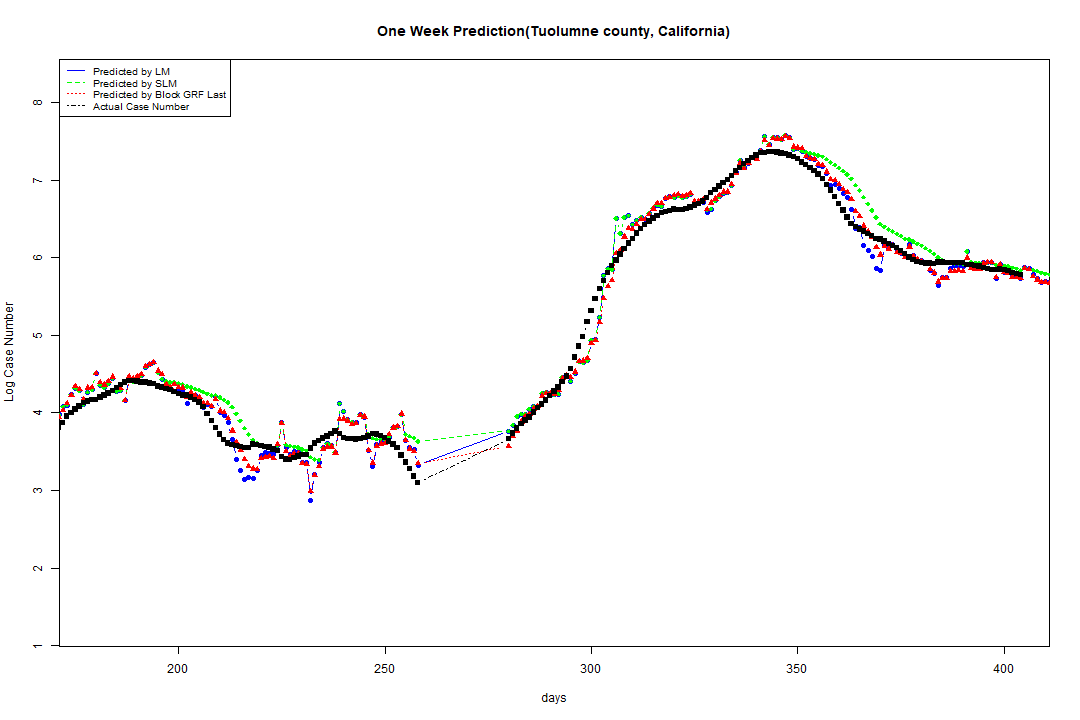 One Week Prediction(Tuolumne county, California)
Predicted by LM
Predicted by SLM
Predicted by Block GRF Last
Actual Case Number
Log Case Number
8
7
6
5
4
3
2
1
200 250 300 350 400
days